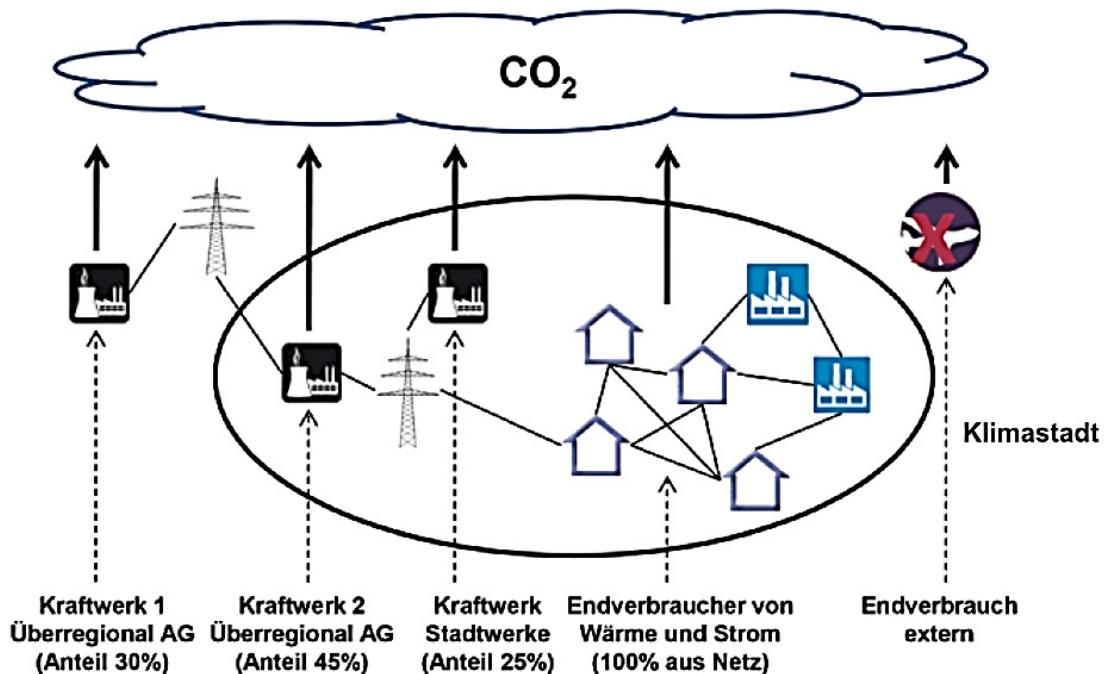 CO₂
Klimastadt
Kraftwerk 1
Überregional AG
(Anteil 30%)
Kraftwerk 2
Überregional AG
(Anteil 45%)
Kraftwerk
Stadtwerke
(Anteil 25%)
Endverbraucher von
Wärme und Strom
(100% aus Netz)
Endverbrauch
extern